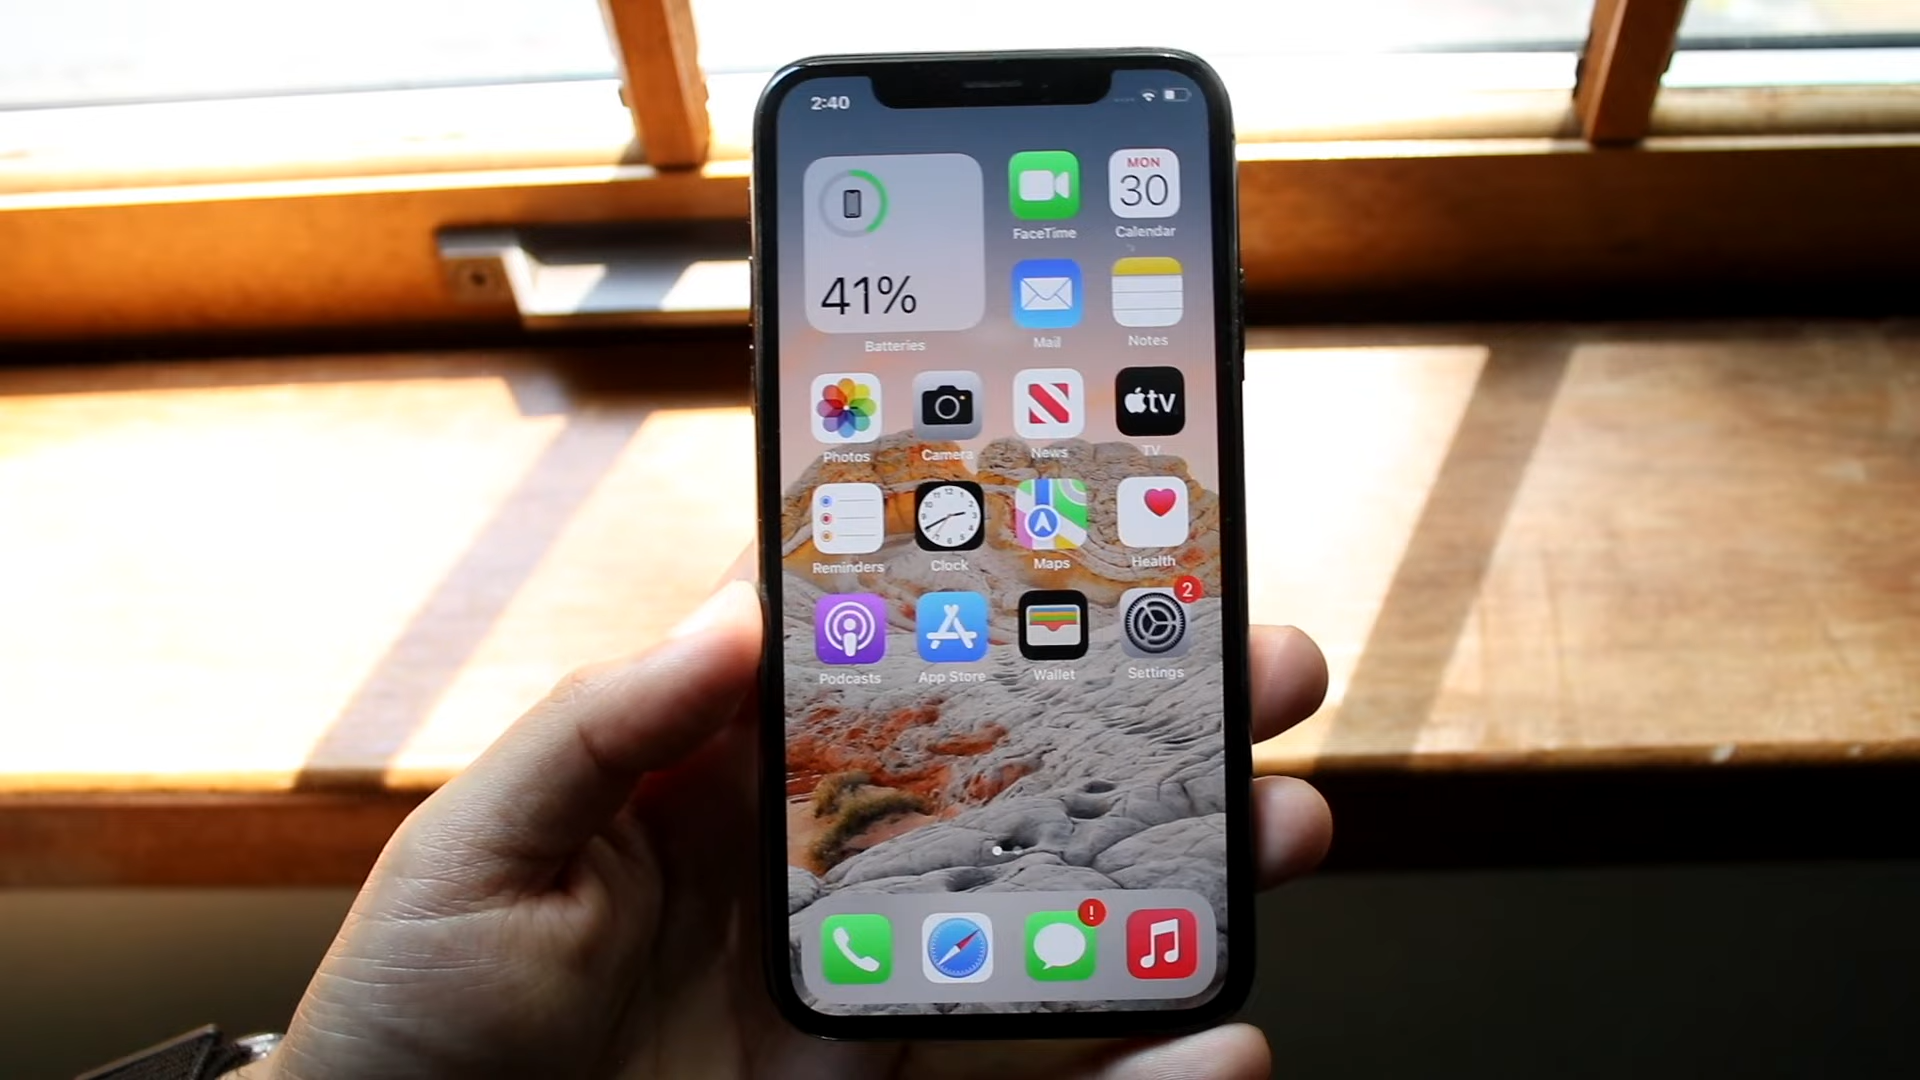 2:40
MON
30
FaceTime
Calendar
41%
Batteries
Mail
Notes
tv
Photos
Camera
News
TV
Reminders
Clock
Maps
Health
2
Podcasts
App Store
Wallet
Settings
!